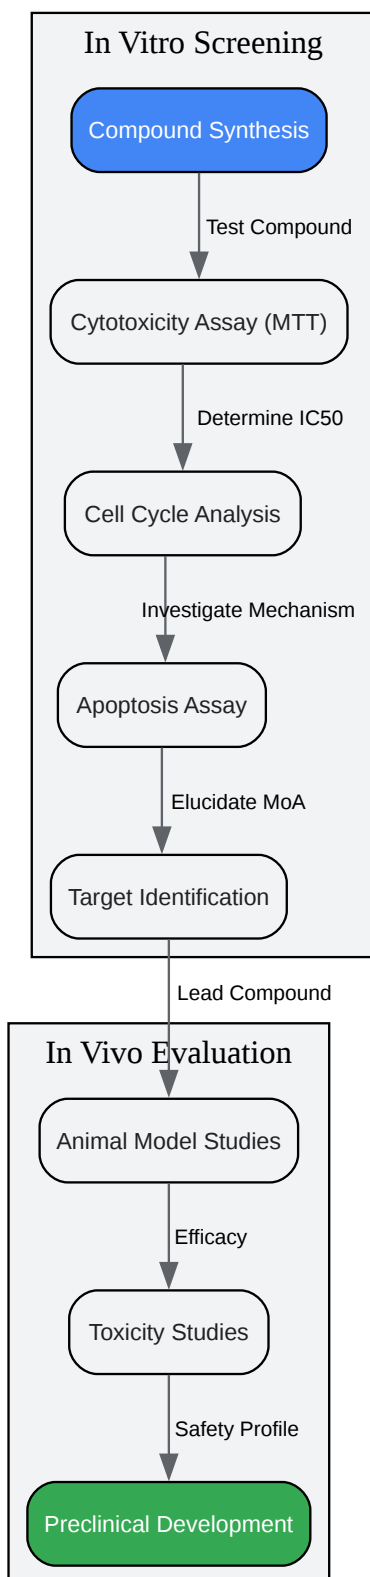 In Vitro Screening
Compound Synthesis
Test Compound
Cytotoxicity Assay (MTT)
Determine IC50
Cell Cycle Analysis
Investigate Mechanism
Apoptosis Assay
Elucidate MoA
Target Identification
Lead Compound
In Vivo Evaluation
Animal Model Studies
Efficacy
Toxicity Studies
Safety Profile
Preclinical Development